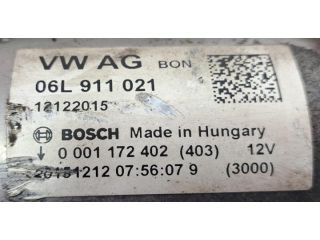 VW AG BON
06L 911 021
12122015
BOSCH Made in Hungary
↓ 0 001 172 402 (403) 12V
20151212 07:56:07 9 (3000)